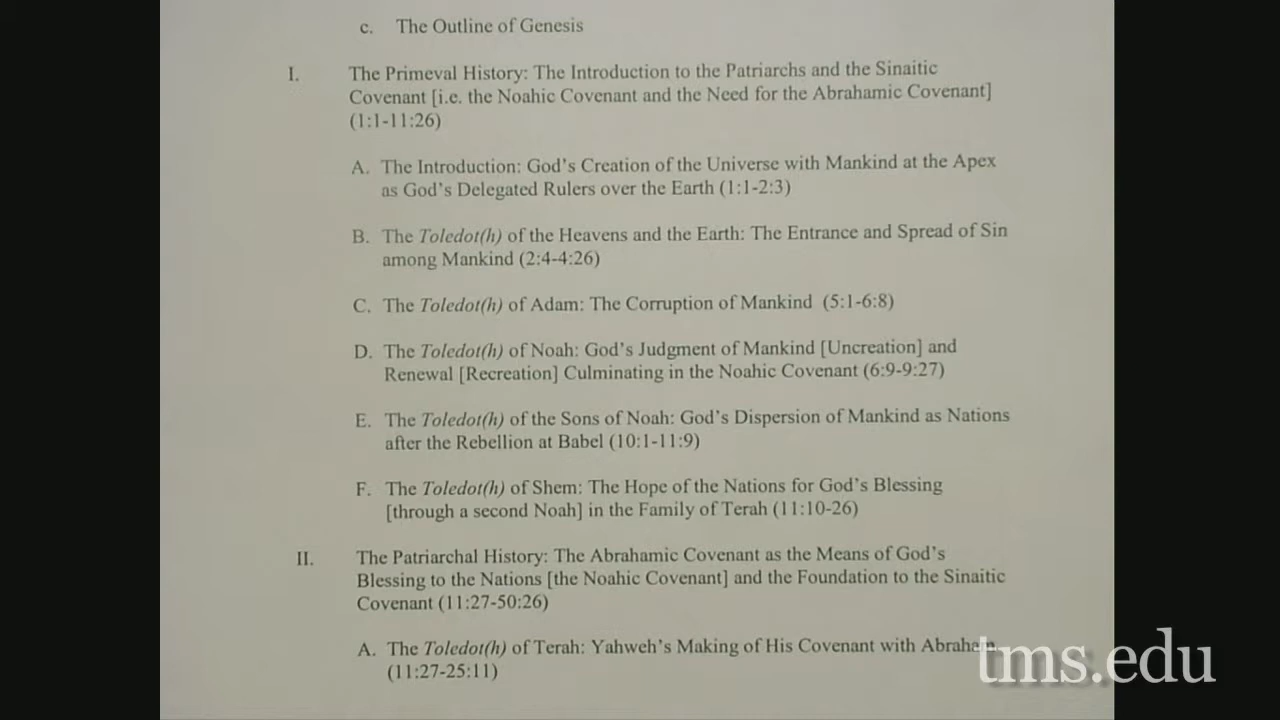 c. The Outline of Genesis
I. The Primeval History: The Introduction to the Patriarchs and the Sinaitic
Covenant [i.e. the Noahic Covenant and the Need for the Abrahamic Covenant]
(1:1-11:26)
A. The Introduction: God's Creation of the Universe with Mankind at the Apex
as God's Delegated Rulers over the Earth (1:1-2:3)
B. The Toledot(h) of the Heavens and the Earth: The Entrance and Spread of Sin
among Mankind (2:4-4:26)
C. The Toledot(h) of Adam: The Corruption of Mankind (5:1-6:8)
D. The Toledot(h) of Noah: God's Judgment of Mankind [Uncreation] and
Renewal [Recreation] Culminating in the Noahic Covenant (6:9-9:27)
E. The Toledot(h) of the Sons of Noah: God's Dispersion of Mankind as Nations
after the Rebellion at Babel (10:1-11:9)
F. The Toledot(h) of Shem: The Hope of the Nations for God's Blessing
[through a second Noah] in the Family of Terah (11:10-26)
II. The Patriarchal History: The Abrahamic Covenant as the Means of God's
Blessing to the Nations [the Noahic Covenant] and the Foundation to the Sinaitic
Covenant (11:27-50:26)
A. The Toledot(h) of Terah: Yahweh's Making of His Covenant with Abraham
(11:27-25:11)
tms.edu